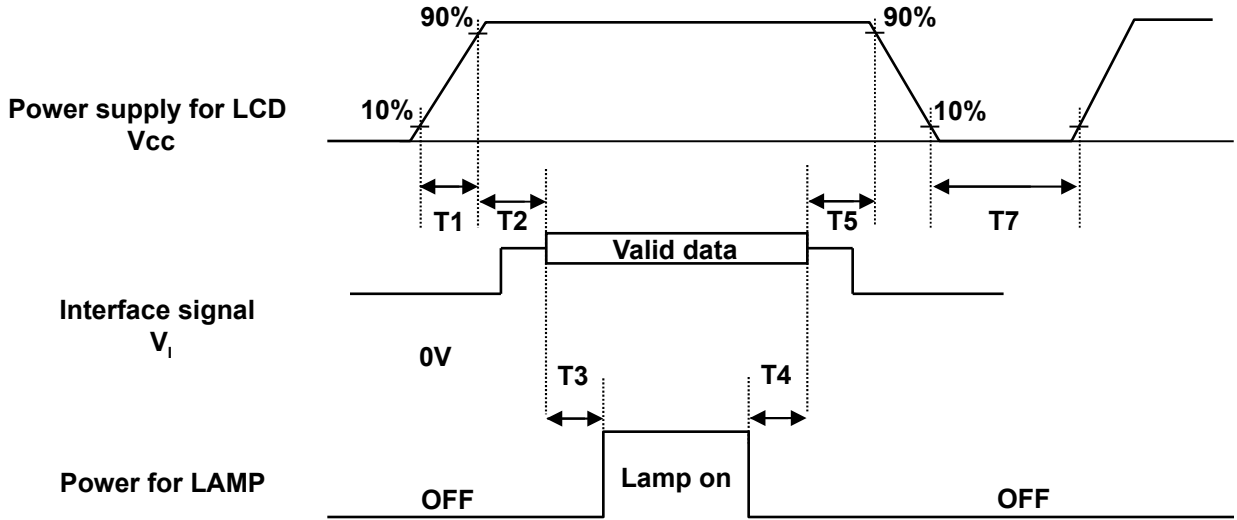 90%
90%
Power supply for LCD
Vcc
10%
10%
T1
T2
T5
T7
Valid data
Interface signal
VI
0V
T3
T4
Power for LAMP
OFF
Lamp on
OFF